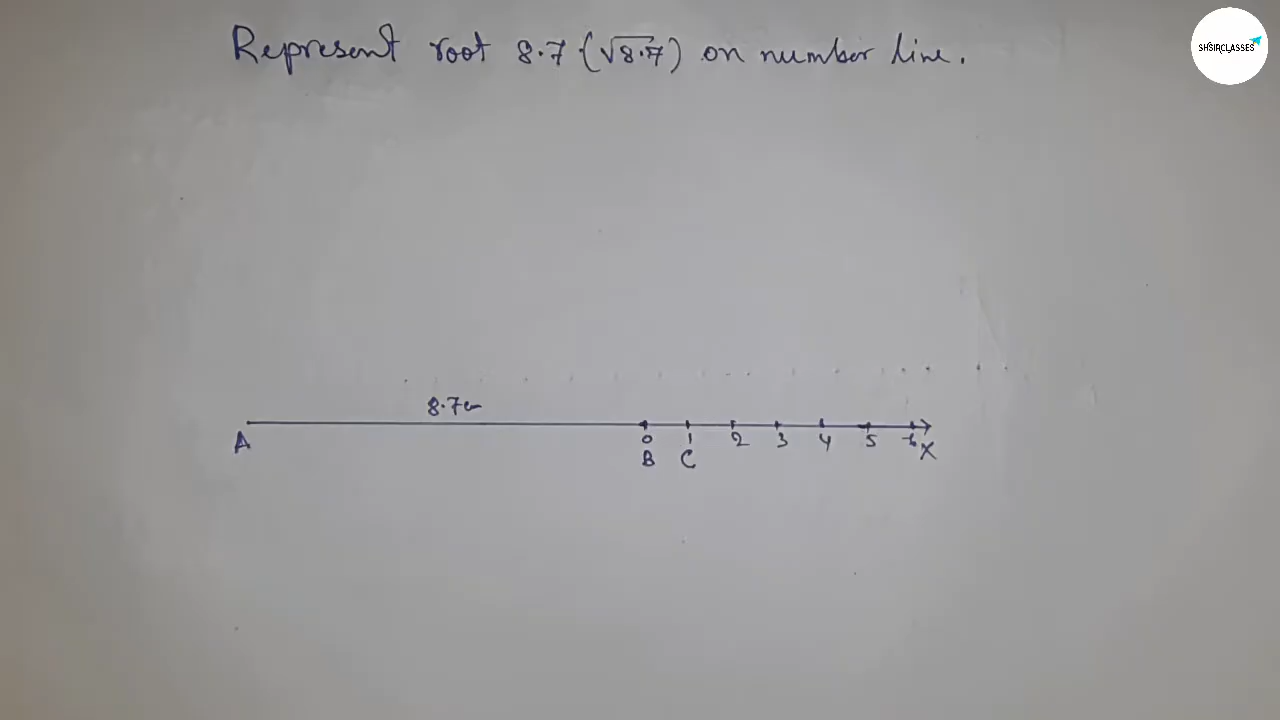 Represent root 8.7 (√8.7) on number line.
SHSIRCLASSES
8.7cm
A 0 1 2 3 4 5 6 X
B C